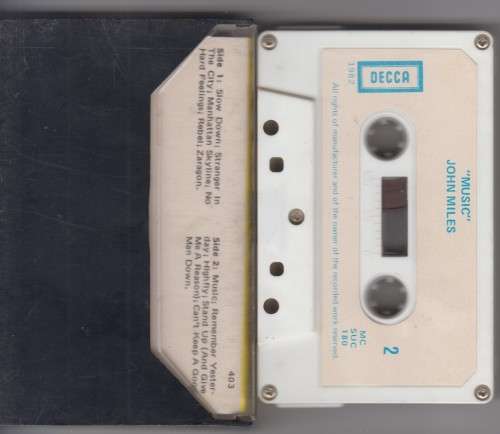 Side 1: Slow Down; Stranger In
The City; Manhattan Skyline; No
Hard Feelings; Rebel; Zaragon.
Side 2: Music; Remember Yester-
day; Highfly; Stand Up (And Give
Me A Reason); Can't Keep A Good
Man Down.
403
DECCA
1982
All rights of manufacturer and of the owner of the recorded work reserved.
"MUSIC"
JOHN MILES
2
MC
SUC
180